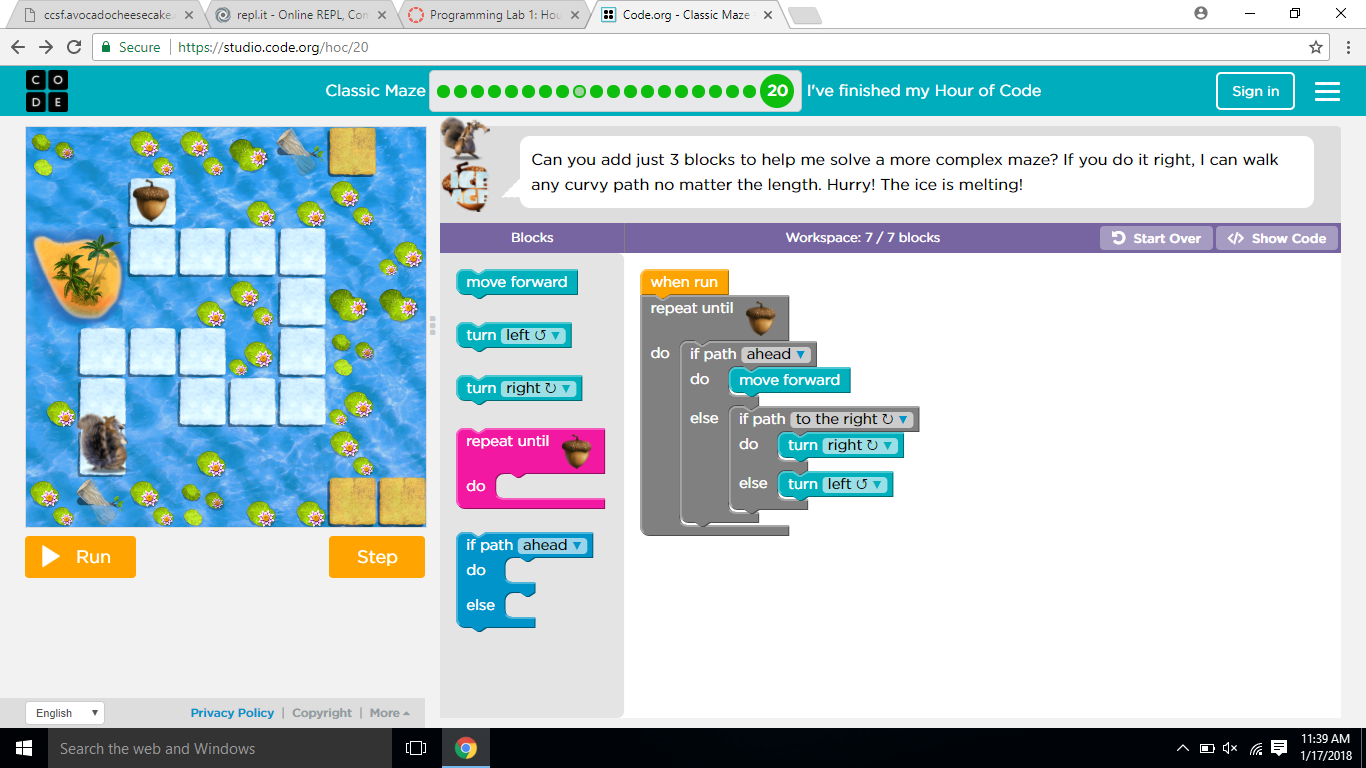 ccsf.avocadocheesecake.
repl.it - Online REPL, Com
Programming Lab 1: Hou
Code.org - Classic Maze
Secure | https://studio.code.org/hoc/20
C O
D E
Classic Maze
20
I've finished my Hour of Code
Sign in
ICE
AGE
Can you add just 3 blocks to help me solve a more complex maze? If you do it right, I can walk
any curvy path no matter the length. Hurry! The ice is melting!
Blocks
Workspace: 7 / 7 blocks
Start Over
</> Show Code
move forward
turn left ↺ ▼
turn right ↻ ▼
repeat until
do
if path ahead ▼
do
else
when run
repeat until
do
if path ahead ▼
do
move forward
else
if path to the right ↻ ▼
do
turn right ↻ ▼
else
turn left ↺ ▼
Run
Step
English ▼
Privacy Policy | Copyright | More
Search the web and Windows
11:39 AM
1/17/2018